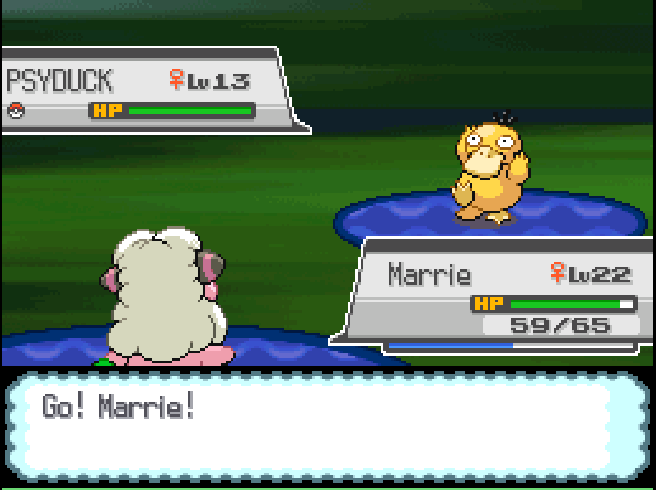 PSYDUCK ♀Lv13
HP
Marrie ♀Lv22
HP
59/65
Go! Marrie!